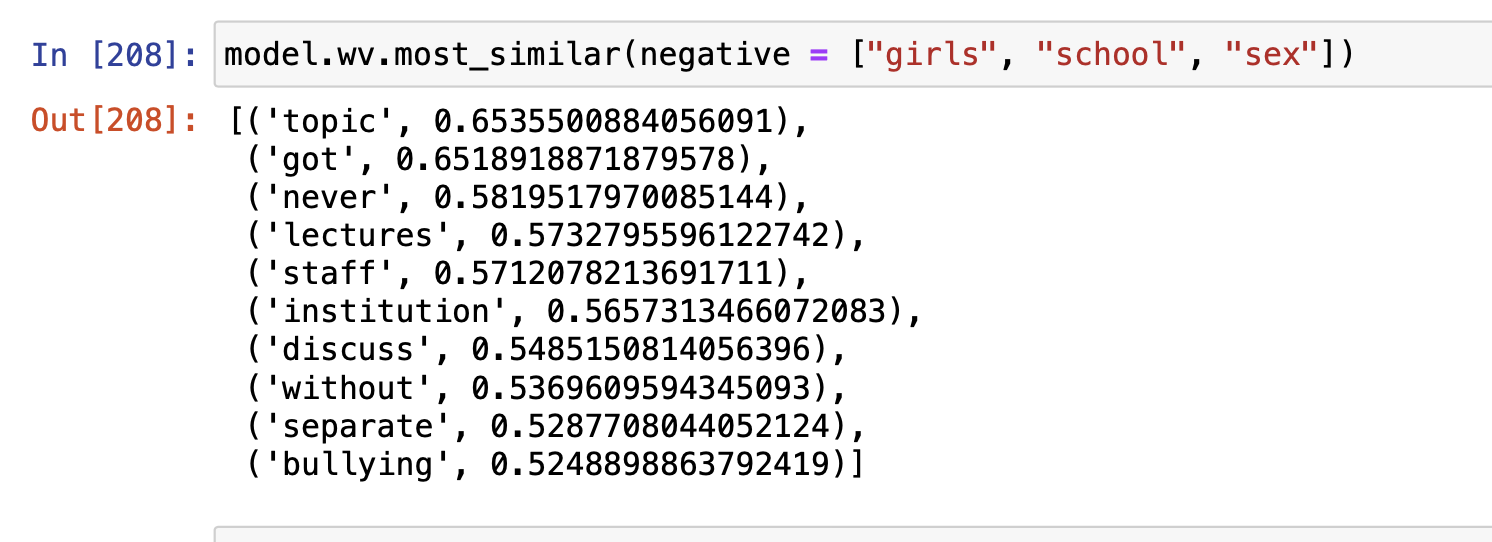 In [208]: model.wv.most_similar(negative = ["girls", "school", "sex"])
Out[208]: [('topic', 0.6535500884056091),
('got', 0.6518918871879578),
('never', 0.5819517970085144),
('lectures', 0.5732795596122742),
('staff', 0.5712078213691711),
('institution', 0.5657313466072083),
('discuss', 0.5485150814056396),
('without', 0.5369609594345093),
('separate', 0.5287708044052124),
('bullying', 0.5248898863792419)]